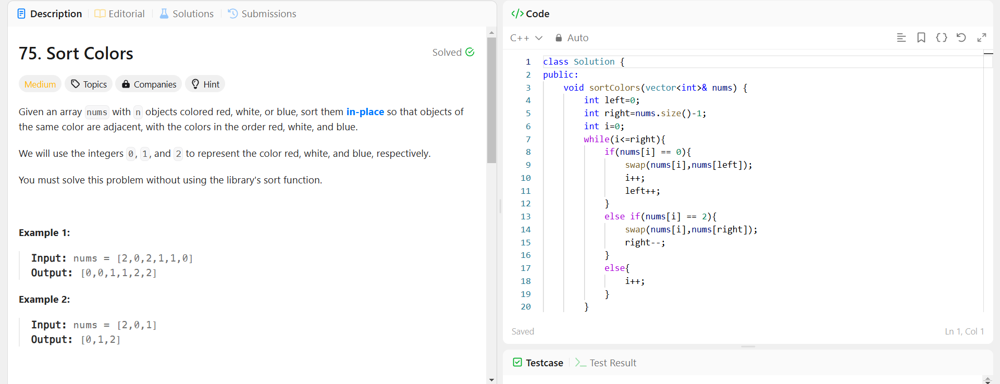 Description Editorial Solutions Submissions
75. Sort Colors
Solved
Medium Topics Companies Hint
Given an array nums with n objects colored red, white, or blue, sort them in-place so that objects of
the same color are adjacent, with the colors in the order red, white, and blue.
We will use the integers 0, 1, and 2 to represent the color red, white, and blue, respectively.
You must solve this problem without using the library's sort function.
Example 1:
Input: nums = [2,0,2,1,1,0]
Output: [0,0,1,1,2,2]
Example 2:
Input: nums = [2,0,1]
Output: [0,1,2]
</> Code
C++ Auto
1 class Solution {
2 public:
3     void sortColors(vector<int>& nums) {
4         int left=0;
5         int right=nums.size()-1;
6         int i=0;
7         while(i<=right){
8             if(nums[i] == 0){
9                 swap(nums[i],nums[left]);
10                 i++;
11                 left++;
12             }
13             else if(nums[i] == 2){
14                 swap(nums[i],nums[right]);
15                 right--;
16             }
17             else{
18                 i++;
19             }
20         }
Saved Ln 1, Col 1
Testcase Test Result